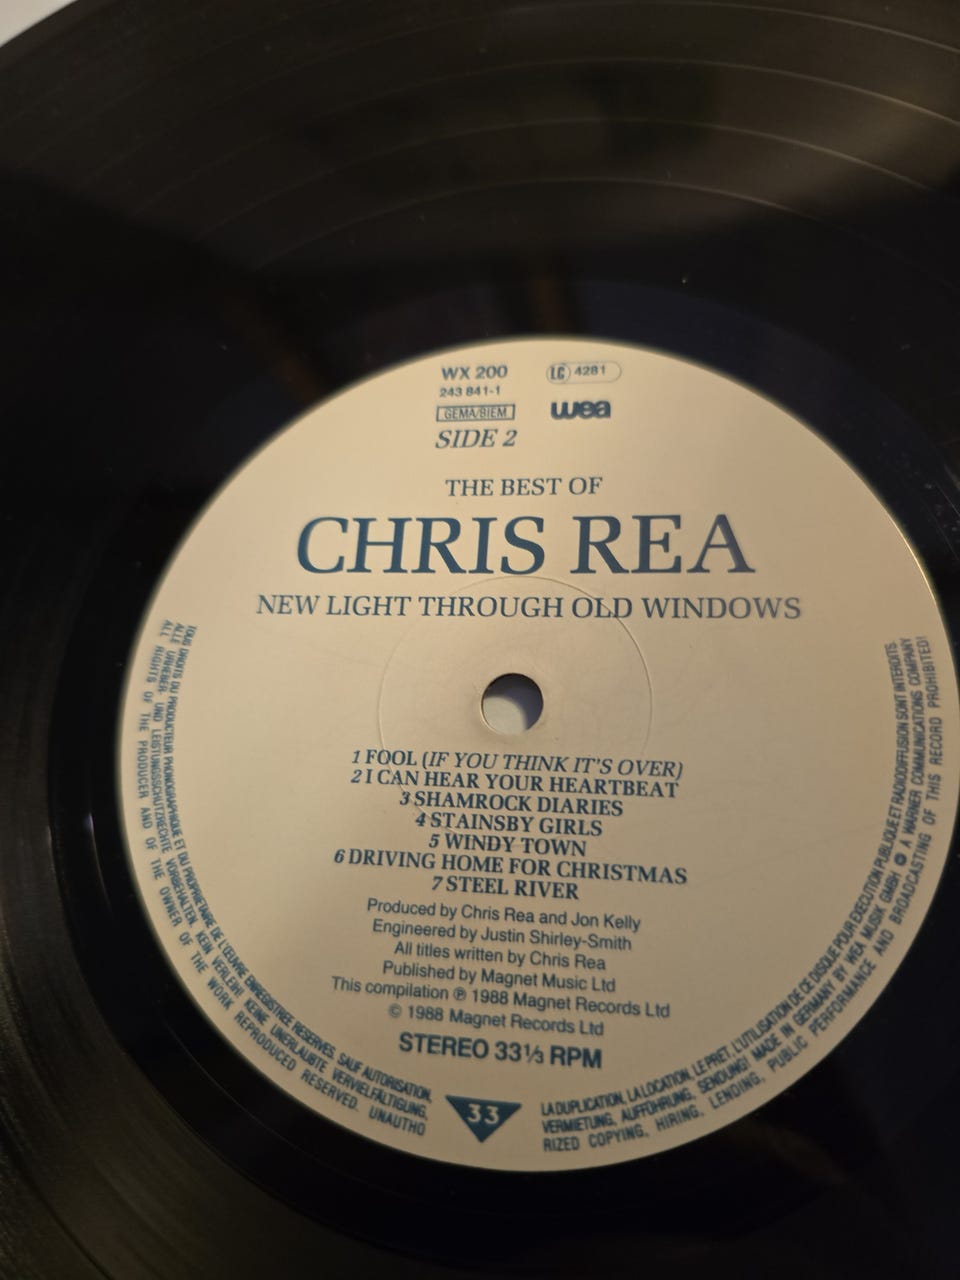 WX 200
243 841-1
GEMA/BIEM
SIDE 2
LC 4281
wea
THE BEST OF
CHRIS REA
NEW LIGHT THROUGH OLD WINDOWS
1 FOOL (IF YOU THINK IT'S OVER)
2 I CAN HEAR YOUR HEARTBEAT
3 SHAMROCK DIARIES
4 STAINSBY GIRLS
5 WINDY TOWN
6 DRIVING HOME FOR CHRISTMAS
7 STEEL RIVER
Produced by Chris Rea and Jon Kelly
Engineered by Justin Shirley-Smith
All titles written by Chris Rea
Published by Magnet Music Ltd
This compilation ℗ 1988 Magnet Records Ltd
© 1988 Magnet Records Ltd
STEREO 33⅓ RPM
33
TOUS DROITS DU PRODUCTEUR PHONOGRAPHIQUE ET DU PROPRIETAIRE DE L'ŒUVRE ENREGISTREE RESERVES. SAUF AUTORISATION,
ALLE URHEBER- UND LEISTUNGSSCHUTZRECHTE VORBEHALTEN. KEIN VERLEIH! KEINE UNERLAUBTE VERVIELFÄLTIGUNG,
ALL RIGHTS OF THE PRODUCER AND OF THE OWNER OF THE WORK REPRODUCED RESERVED. UNAUTHO
LA DUPLICATION, LA LOCATION, LE PRET, L'UTILISATION DE CE DISQUE POUR EXECUTION PUBLIQUE ET RADIODIFFUSION SONT INTERDITS.
VERMIETUNG, AUFFÜHRUNG, SENDUNG! MADE IN GERMANY BY WEA MUSIK GMBH A WARNER COMMUNICATIONS COMPANY
RIZED COPYING, HIRING, LENDING, PUBLIC PERFORMANCE AND BROADCASTING OF THIS RECORD PROHIBITED!